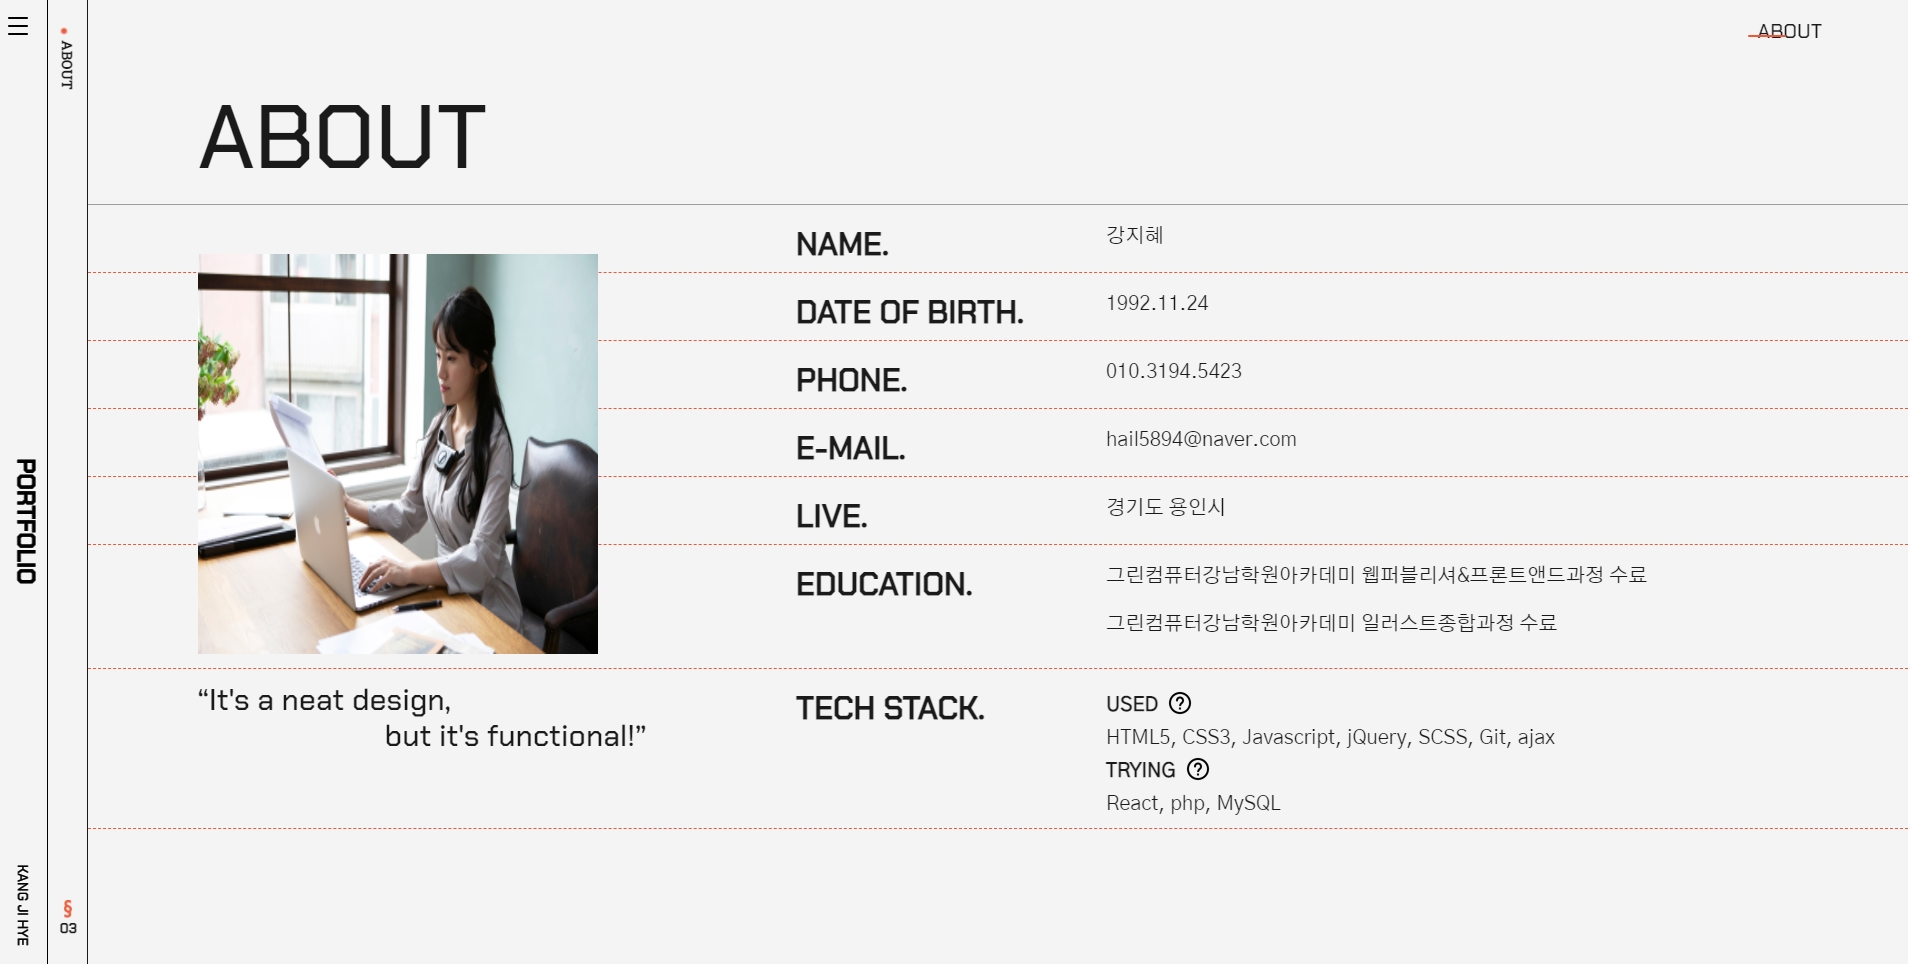 ABOUT
ABOUT
ABOUT
NAME.
강지혜
DATE OF BIRTH.
1992.11.24
PHONE.
010.3194.5423
E-MAIL.
hail5894@naver.com
LIVE.
경기도 용인시
EDUCATION.
그린컴퓨터강남학원아카데미 웹퍼블리셔&프론트앤드과정 수료
그린컴퓨터강남학원아카데미 일러스트종합과정 수료
“It's a neat design,
but it's functional!”
TECH STACK.
USED ?
HTML5, CSS3, Javascript, jQuery, SCSS, Git, ajax
TRYING ?
React, php, MySQL
PORTFOLIO
KANG JI HYE
§
03